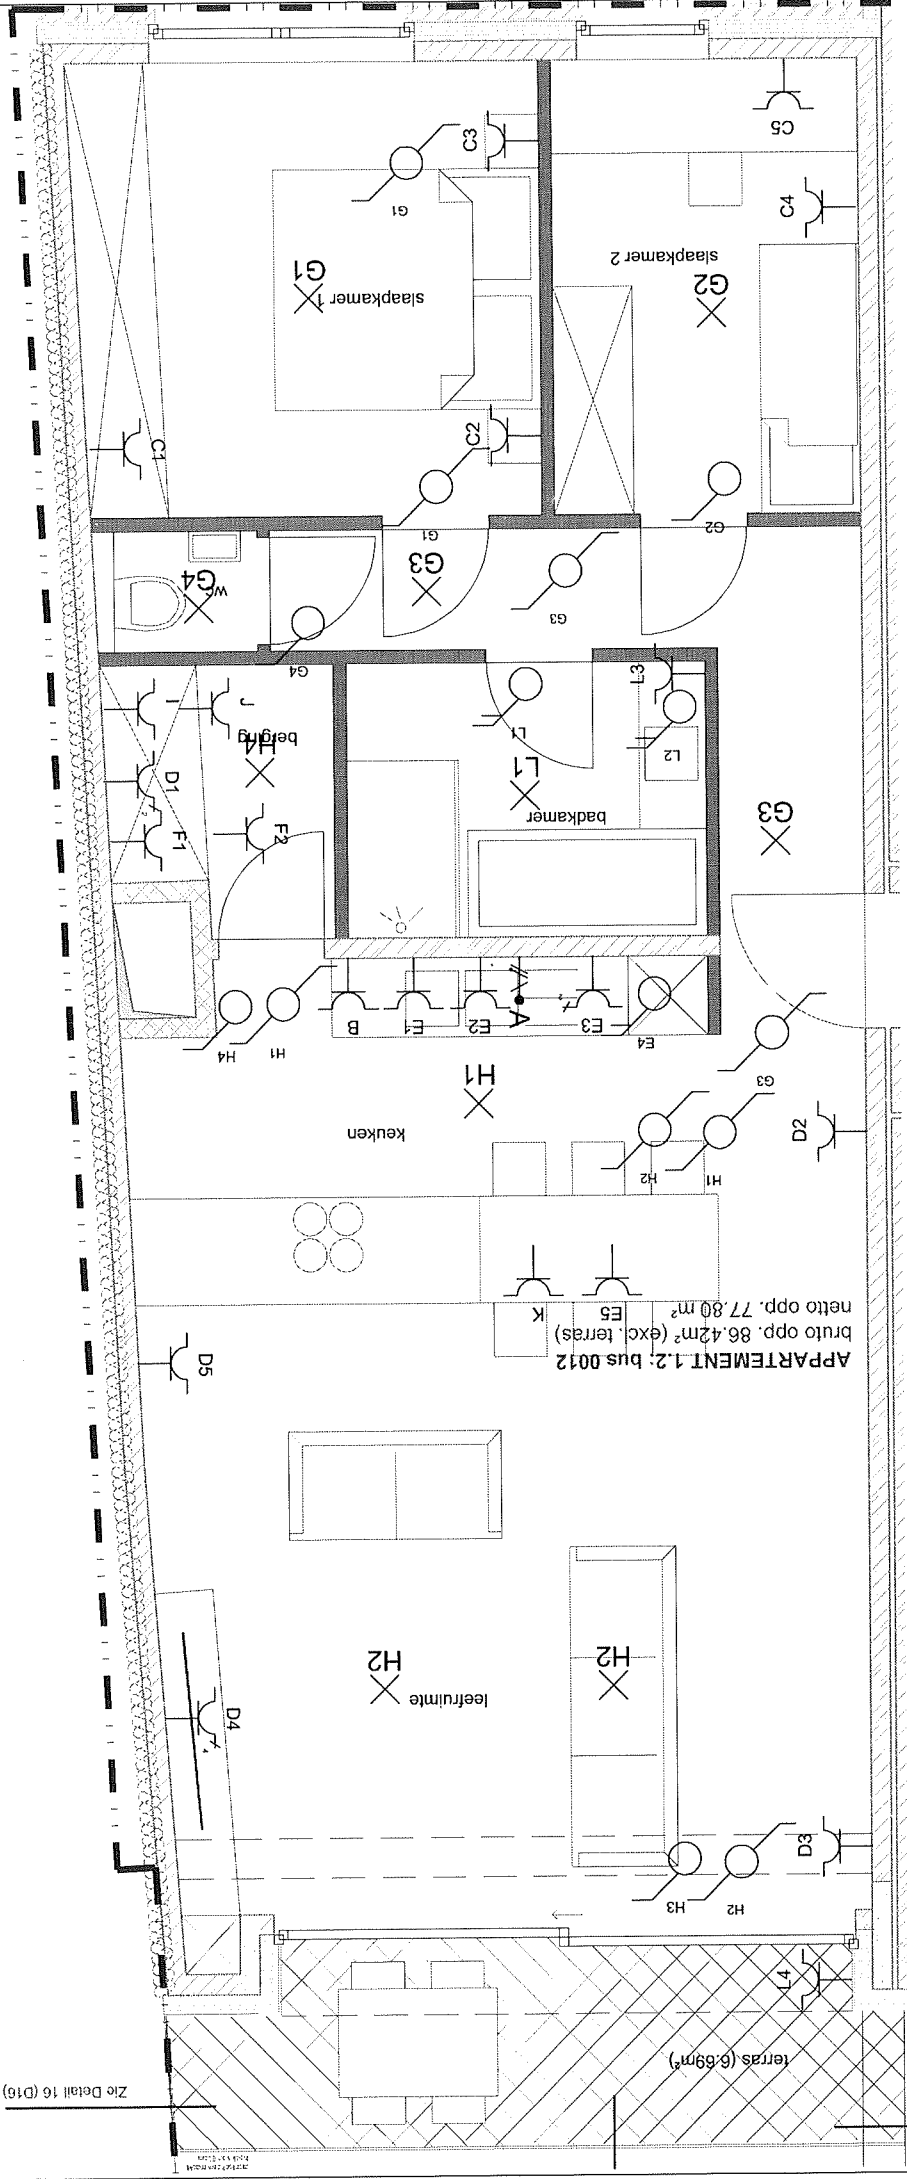 C3
G1
C5
C4
G1
slaapkamer 1
slaapkamer 2
G2
C1
C2
G1
G2
G4
wc
G3
G3
G4
I
J
berging
H4
D1
F1
F2
L1
L1
badkamer
L3
L2
G3
H4
H1
B
E1
E2
A
E3
E4
H1
keuken
G3
H2
H1
D2
K
E5
APPARTEMENT 1.2: bus 0012
bruto opp. 86.42m² (excl. terras)
netto opp. 77.80 m²
D5
D4
H2
leefruimte
H2
H3
H2
D3
L4
terras (6.69m²)
Zie Detail 16 (D16)